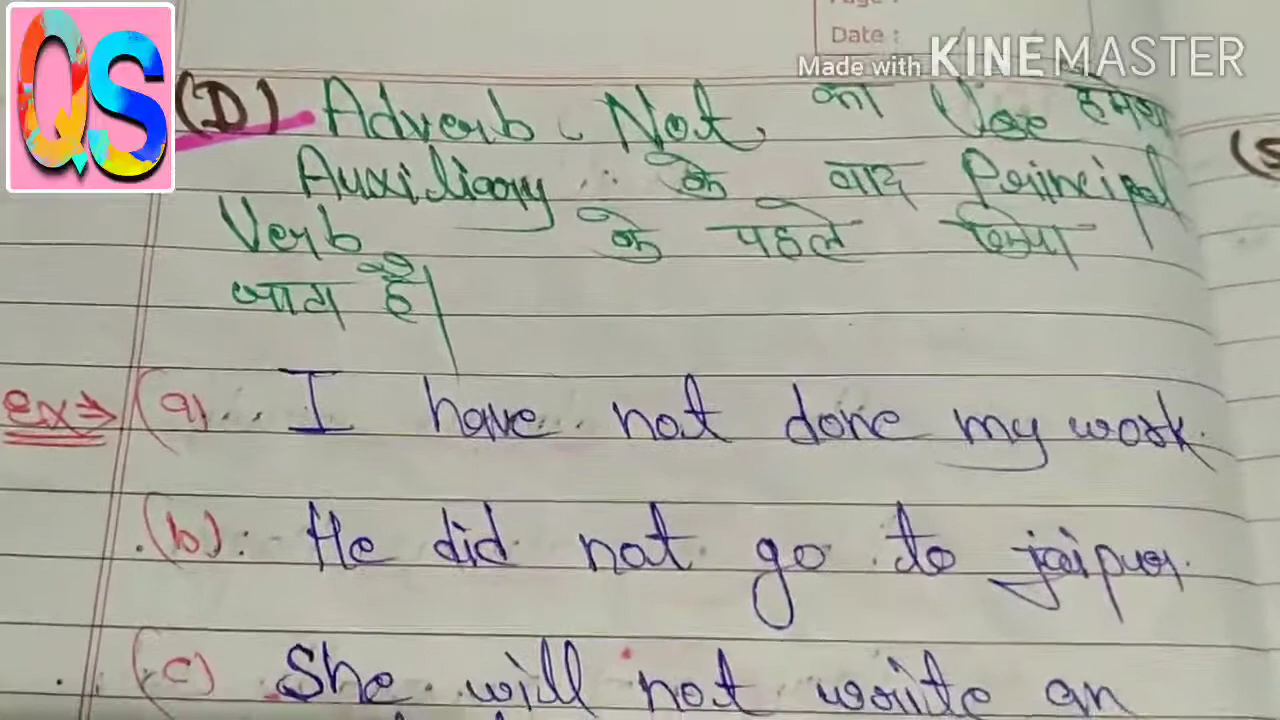 QS
Date :
Made with KINEMASTER
(D) Adverb Not का Use हमेशा
Auxiliary के बाद Principal
Verb के पहले किया
जाता है।
ex⇒ (a) I have not done my work.
(b) He did not go to jaipur.
(c) She will not write an